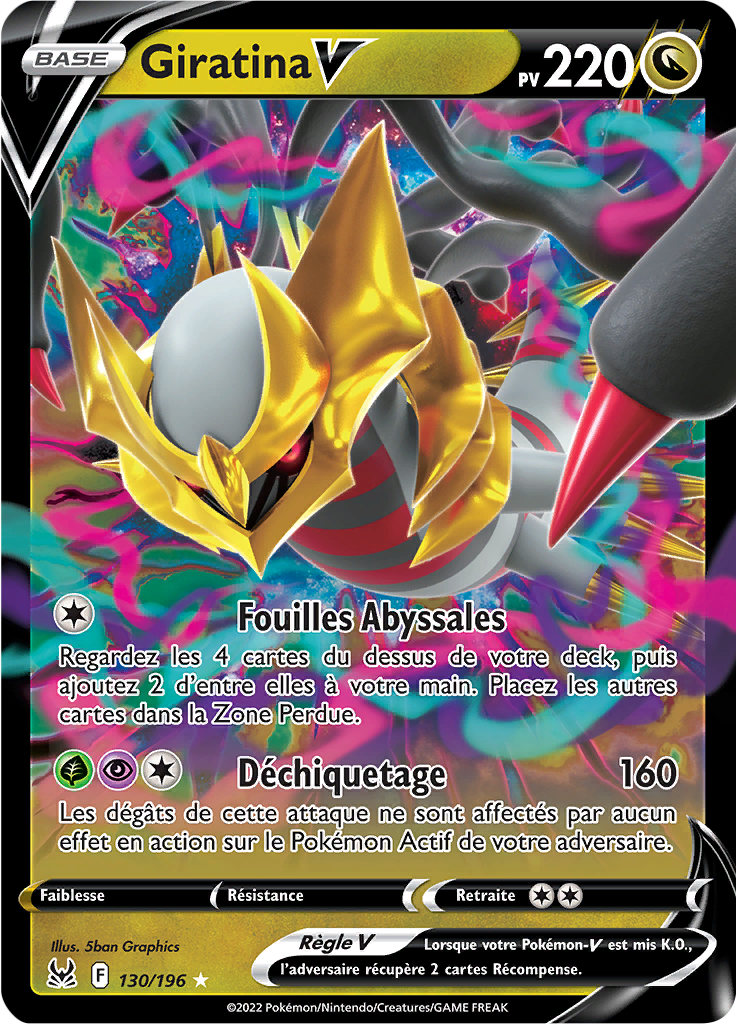 BASE
Giratina V
PV 220
Fouilles Abyssales
Regardez les 4 cartes du dessus de votre deck, puis
ajoutez 2 d'entre elles à votre main. Placez les autres
cartes dans la Zone Perdue.
Déchiquetage 160
Les dégâts de cette attaque ne sont affectés par aucun
effet en action sur le Pokémon Actif de votre adversaire.
Faiblesse Résistance Retraite
Illus. 5ban Graphics
Règle V Lorsque votre Pokémon-V est mis K.O.,
l'adversaire récupère 2 cartes Récompense.
F 130/196 ★
©2022 Pokémon/Nintendo/Creatures/GAME FREAK